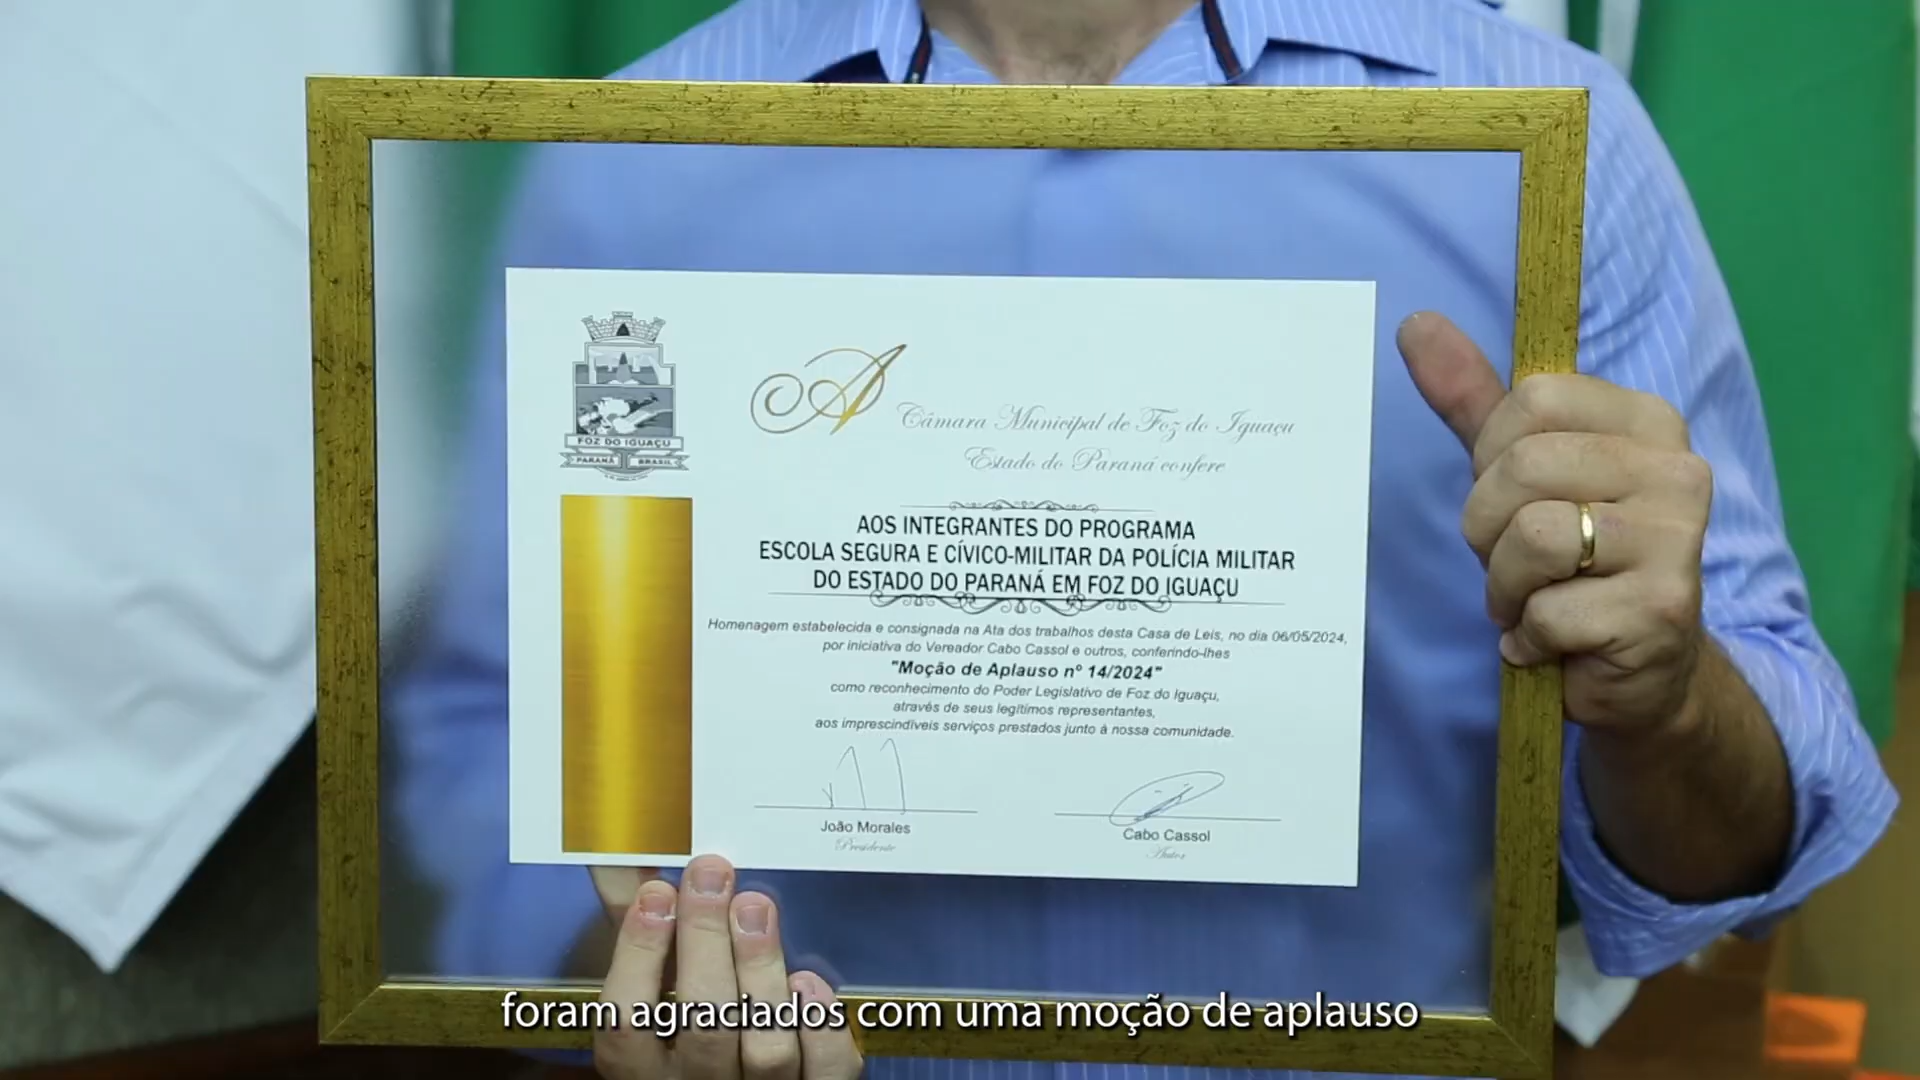 FOZ DO IGUAÇU
PARANÁ BRASIL
A
Câmara Municipal de Foz do Iguaçu
Estado do Paraná confere
AOS INTEGRANTES DO PROGRAMA
ESCOLA SEGURA E CÍVICO-MILITAR DA POLÍCIA MILITAR
DO ESTADO DO PARANÁ EM FOZ DO IGUAÇU
Homenagem estabelecida e consignada na Ata dos trabalhos desta Casa de Leis, no dia 06/05/2024,
por iniciativa do Vereador Cabo Cassol e outros, conferindo-lhes
"Moção de Aplauso nº 14/2024"
como reconhecimento do Poder Legislativo de Foz do Iguaçu,
através de seus legítimos representantes,
aos imprescindíveis serviços prestados junto à nossa comunidade.
João Morales
Presidente
Cabo Cassol
Autor
foram agraciados com uma moção de aplauso